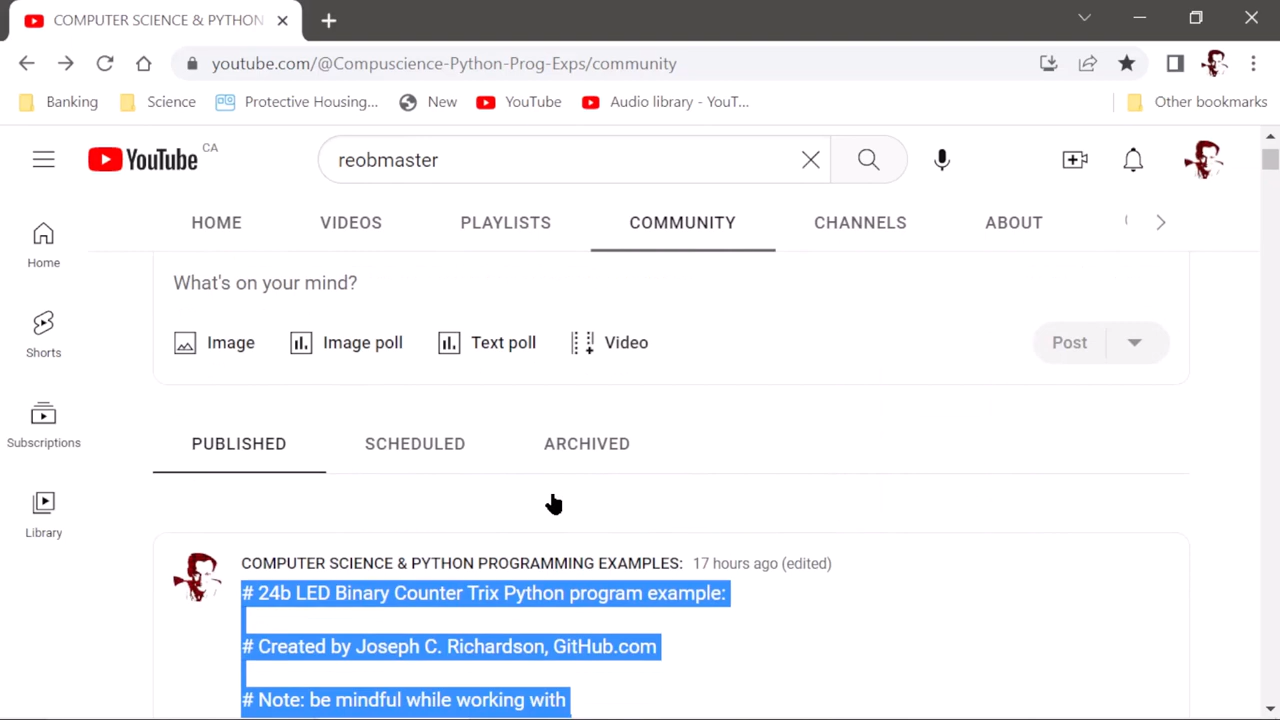 COMPUTER SCIENCE & PYTHON
youtube.com/@Compuscience-Python-Prog-Exps/community
Banking Science Protective Housing... New YouTube Audio library - YouT... Other bookmarks
YouTube CA
reobmaster
HOME VIDEOS PLAYLISTS COMMUNITY CHANNELS ABOUT
Home
Shorts
Subscriptions
Library
What's on your mind?
Image Image poll Text poll Video Post
PUBLISHED SCHEDULED ARCHIVED
COMPUTER SCIENCE & PYTHON PROGRAMMING EXAMPLES: 17 hours ago (edited)
# 24b LED Binary Counter Trix Python program example:
# Created by Joseph C. Richardson, GitHub.com
# Note: be mindful while working with